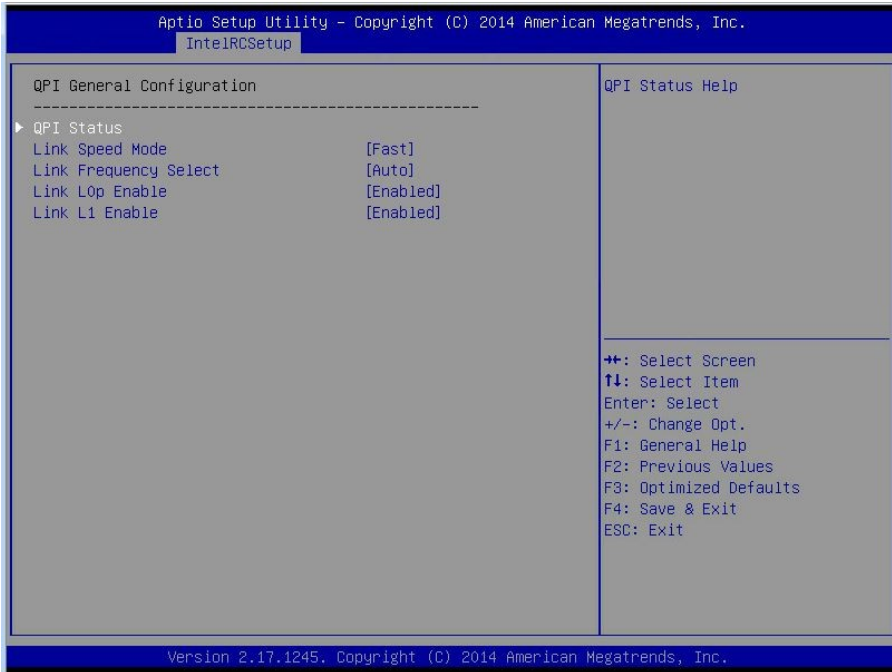 Aptio Setup Utility – Copyright (C) 2014 American Megatrends, Inc.
IntelRCSetup
QPI General Configuration
QPI Status
Link Speed Mode [Fast]
Link Frequency Select [Auto]
Link L0p Enable [Enabled]
Link L1 Enable [Enabled]
QPI Status Help
→←: Select Screen
↑↓: Select Item
Enter: Select
+/-: Change Opt.
F1: General Help
F2: Previous Values
F3: Optimized Defaults
F4: Save & Exit
ESC: Exit
Version 2.17.1245. Copyright (C) 2014 American Megatrends, Inc.